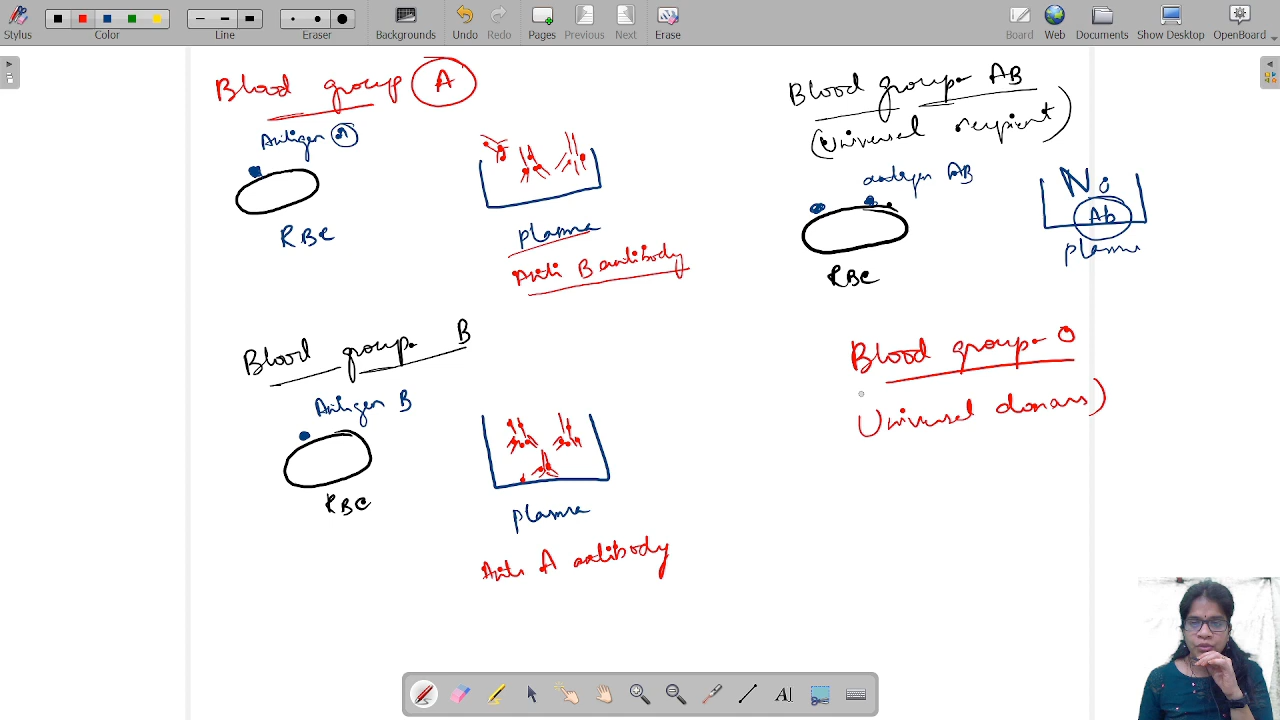 Stylus
Color
Line
Eraser
Backgrounds
Undo
Redo
Pages
Previous
Next
Erase
Board
Web
Documents
Show Desktop
OpenBoard
Blood group A
Antigen A
RBC
plasma
Anti B antibody
Blood group B
Antigen B
RBC
plasma
Anti A antibody
Blood group AB
(Universal recipient)
antigen AB
RBC
No
Ab
plasma
Blood group O
Universal donars)